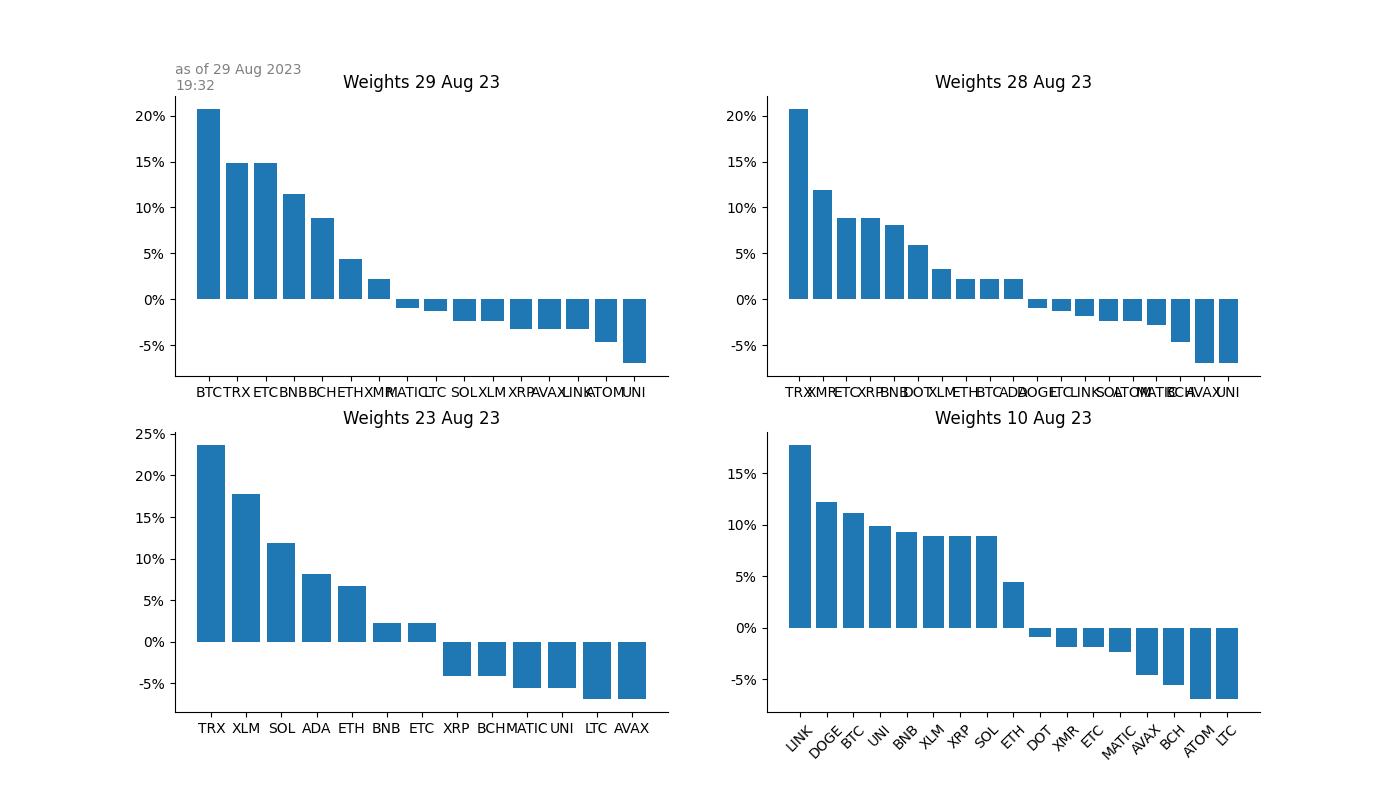 as of 29 Aug 2023
19:32
Weights 29 Aug 23
20%
15%
10%
5%
0%
-5%
BTC TRX ETC BNB BCH ETH XMR MATIC LTC SOL XLM XRP AVAX LINK ATOM UNI
Weights 28 Aug 23
20%
15%
10%
5%
0%
-5%
TRX XMR ETC XRP BNB DOT XLM ETH BTC ADA DOGE LTC LINK SOL ATOM MATIC BCH AVAX UNI
Weights 23 Aug 23
25%
20%
15%
10%
5%
0%
-5%
TRX XLM SOL ADA ETH BNB ETC XRP BCH MATIC UNI LTC AVAX
Weights 10 Aug 23
15%
10%
5%
0%
-5%
LINK DOGE BTC UNI BNB XLM XRP SOL ETH DOT XMR ETC MATIC AVAX BCH ATOM LTC